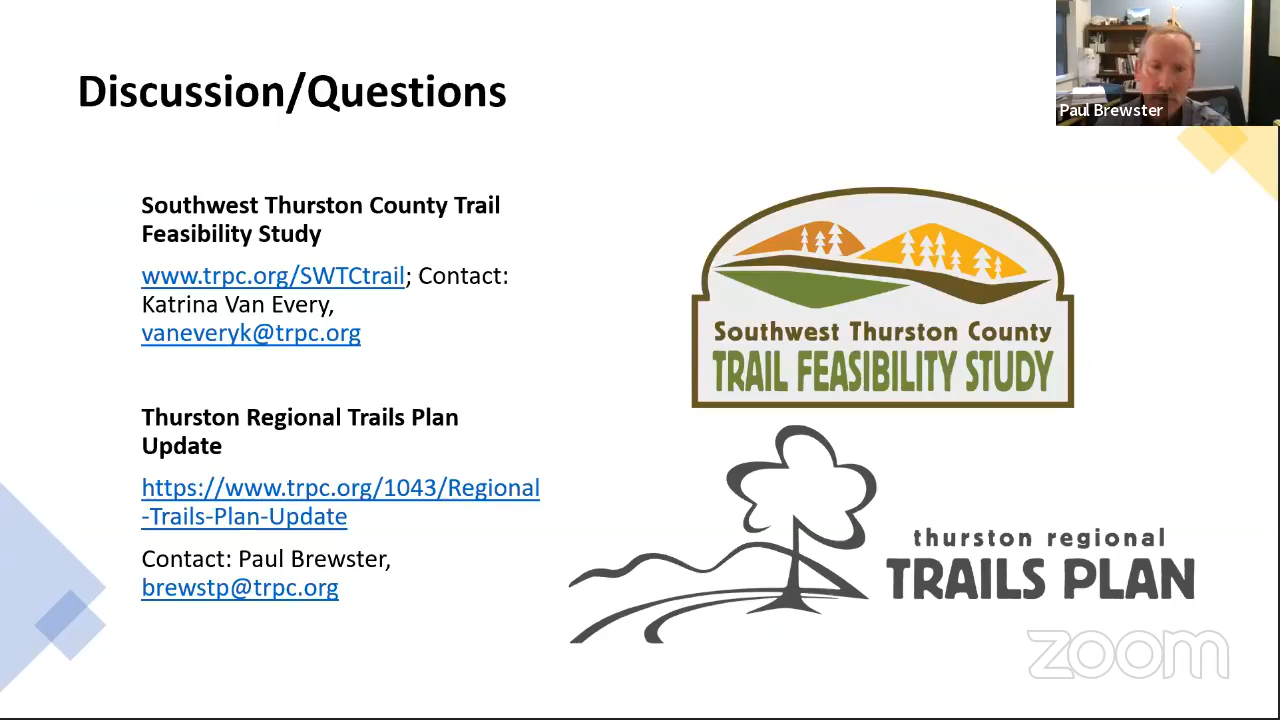 Discussion/Questions
Paul Brewster
Southwest Thurston County Trail
Feasibility Study
www.trpc.org/SWTCtrail; Contact:
Katrina Van Every,
vaneveryk@trpc.org
Thurston Regional Trails Plan
Update
https://www.trpc.org/1043/Regional
-Trails-Plan-Update
Contact: Paul Brewster,
brewstp@trpc.org
Southwest Thurston County
TRAIL FEASIBILITY STUDY
thurston regional
TRAILS PLAN
zoom